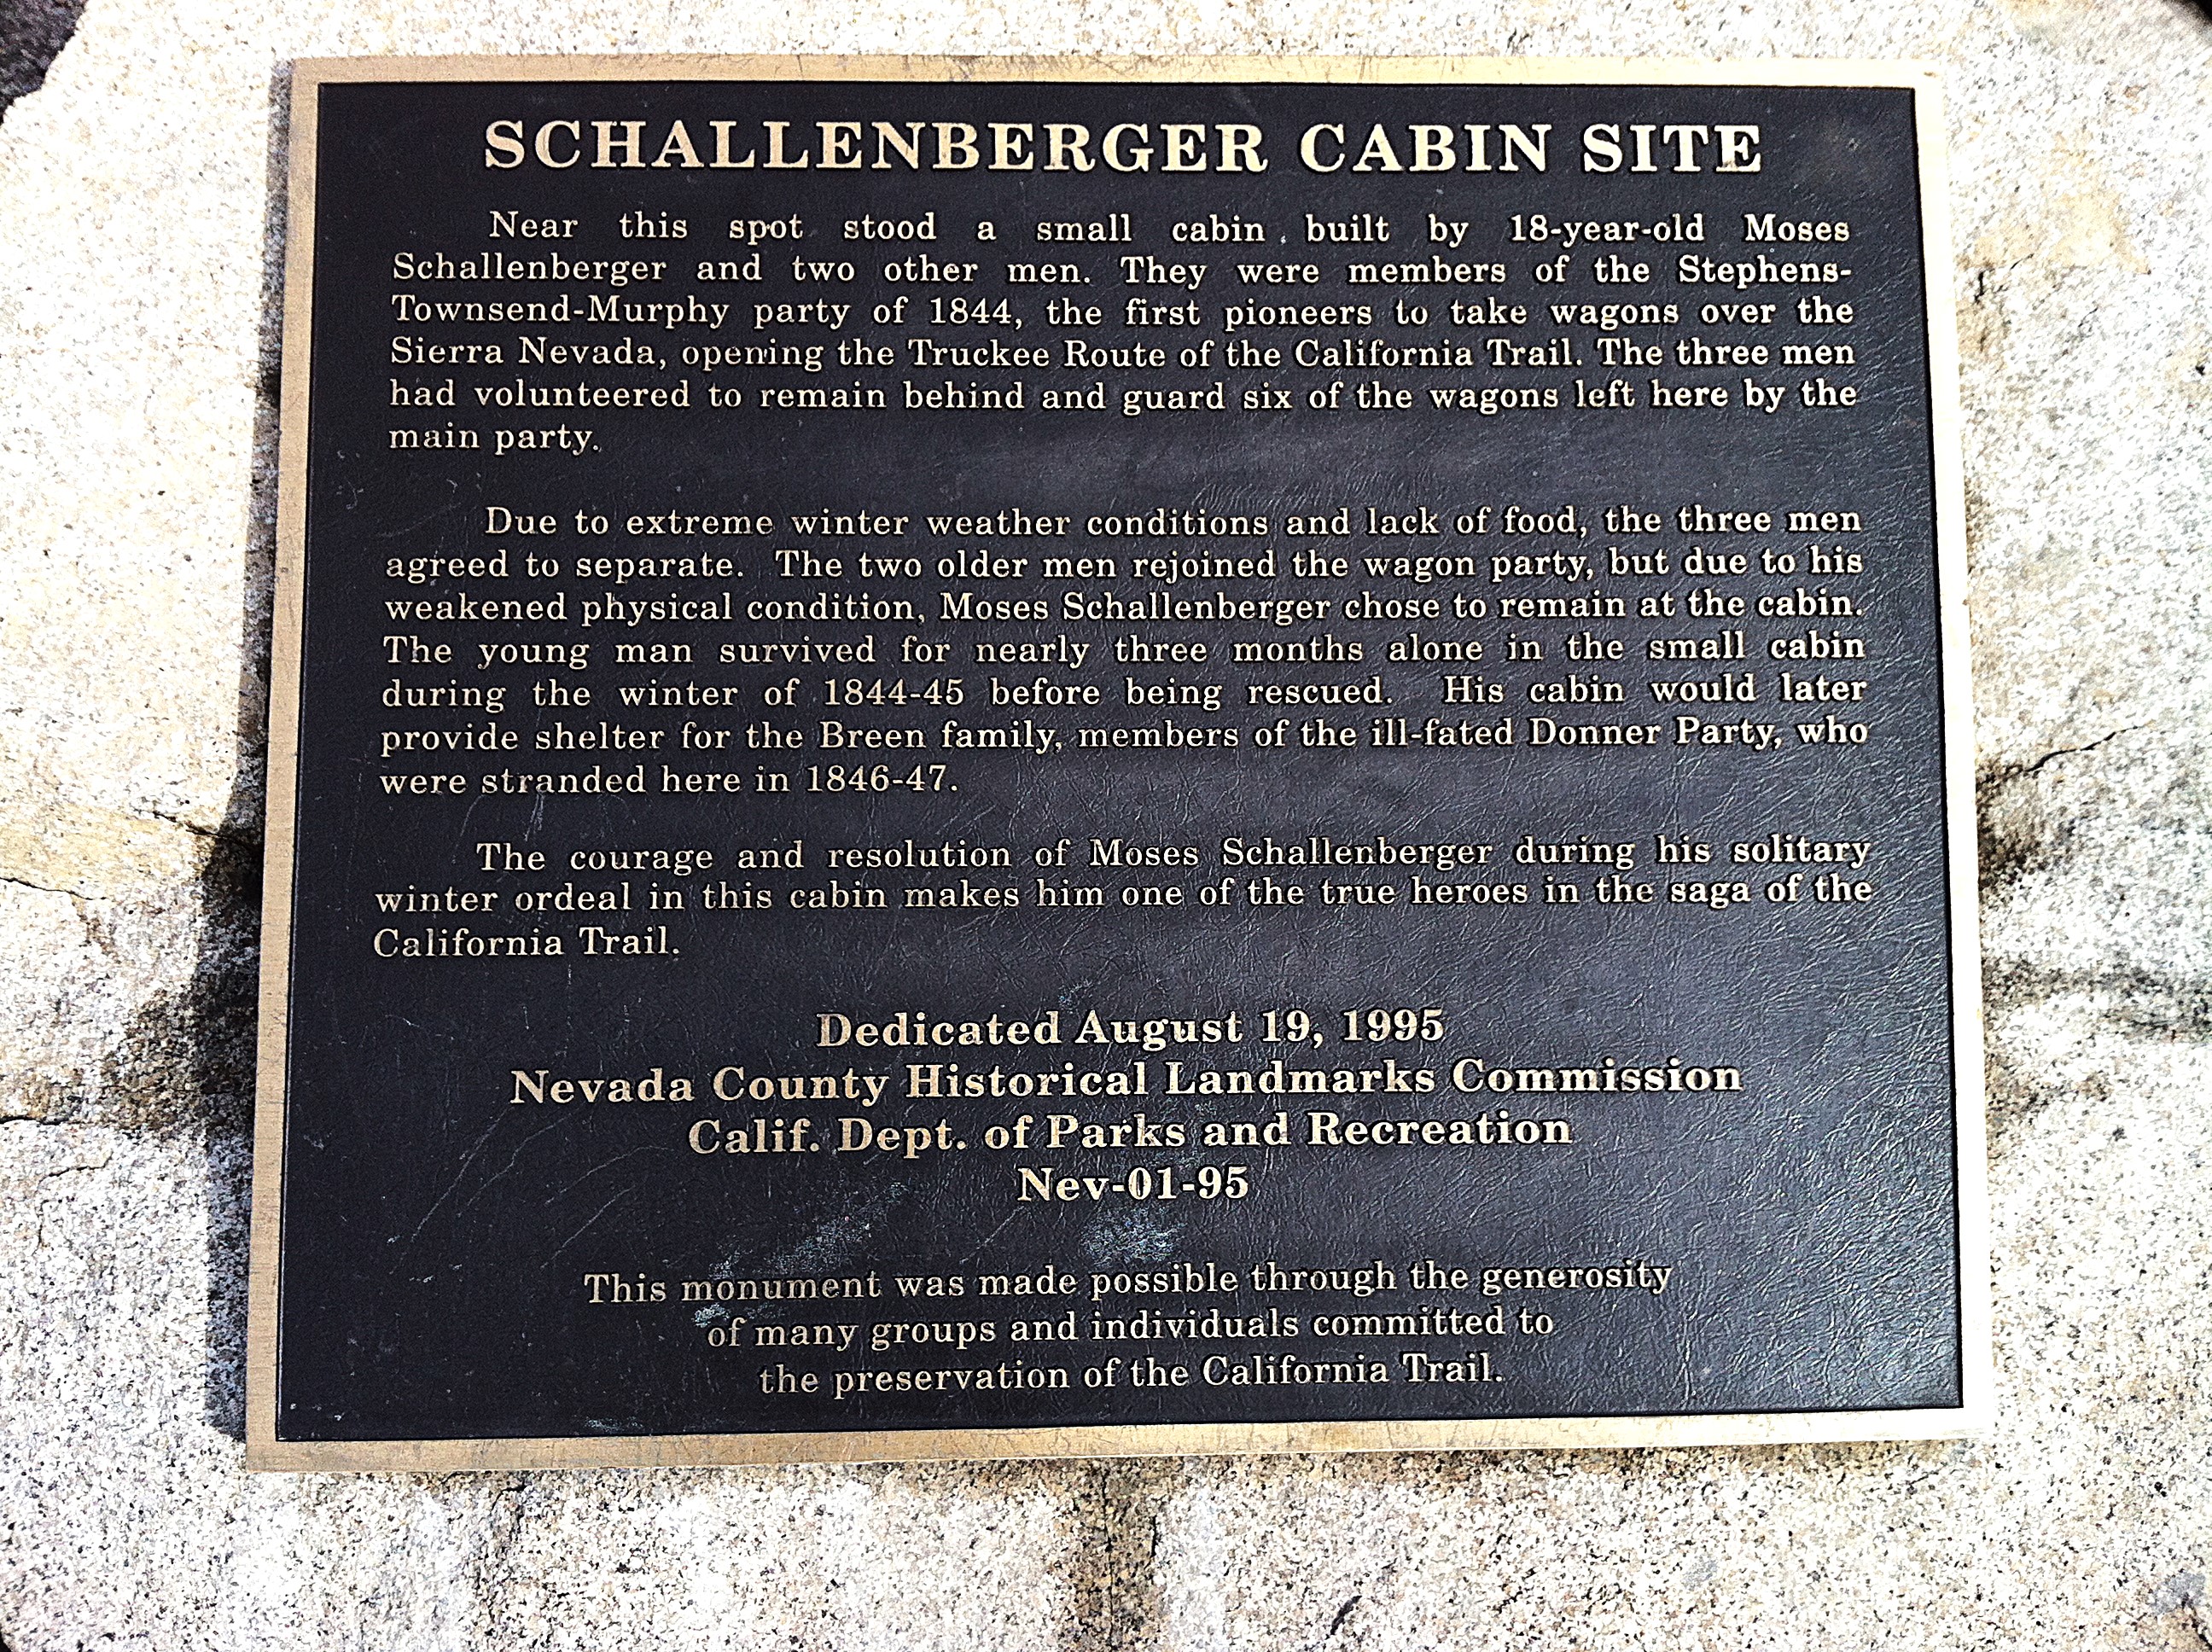 SCHALLENBERGER CABIN SITE
Near this spot stood a small cabin built by 18-year-old Moses
Schallenberger and two other men. They were members of the Stephens-
Townsend-Murphy party of 1844, the first pioneers to take wagons over the
Sierra Nevada, opening the Truckee Route of the California Trail. The three men
had volunteered to remain behind and guard six of the wagons left here by the
main party.
Due to extreme winter weather conditions and lack of food, the three men
agreed to separate. The two older men rejoined the wagon party, but due to his
weakened physical condition, Moses Schallenberger chose to remain at the cabin.
The young man survived for nearly three months alone in the small cabin
during the winter of 1844-45 before being rescued. His cabin would later
provide shelter for the Breen family, members of the ill-fated Donner Party, who
were stranded here in 1846-47.
The courage and resolution of Moses Schallenberger during his solitary
winter ordeal in this cabin makes him one of the true heroes in the saga of the
California Trail.
Dedicated August 19, 1995
Nevada County Historical Landmarks Commission
Calif. Dept. of Parks and Recreation
Nev-01-95
This monument was made possible through the generosity
of many groups and individuals committed to
the preservation of the California Trail.